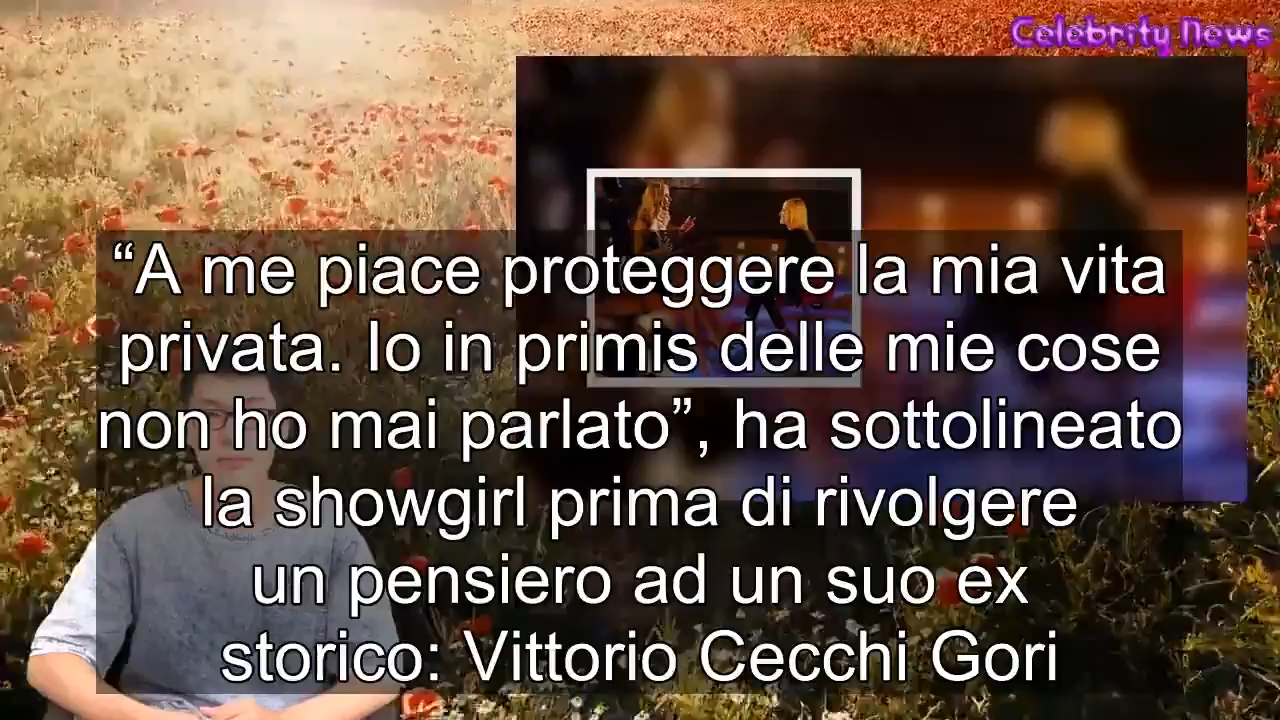 Celebrity News
“A me piace proteggere la mia vita
privata. Io in primis delle mie cose
non ho mai parlato”, ha sottolineato
la showgirl prima di rivolgere
un pensiero ad un suo ex
storico: Vittorio Cecchi Gori